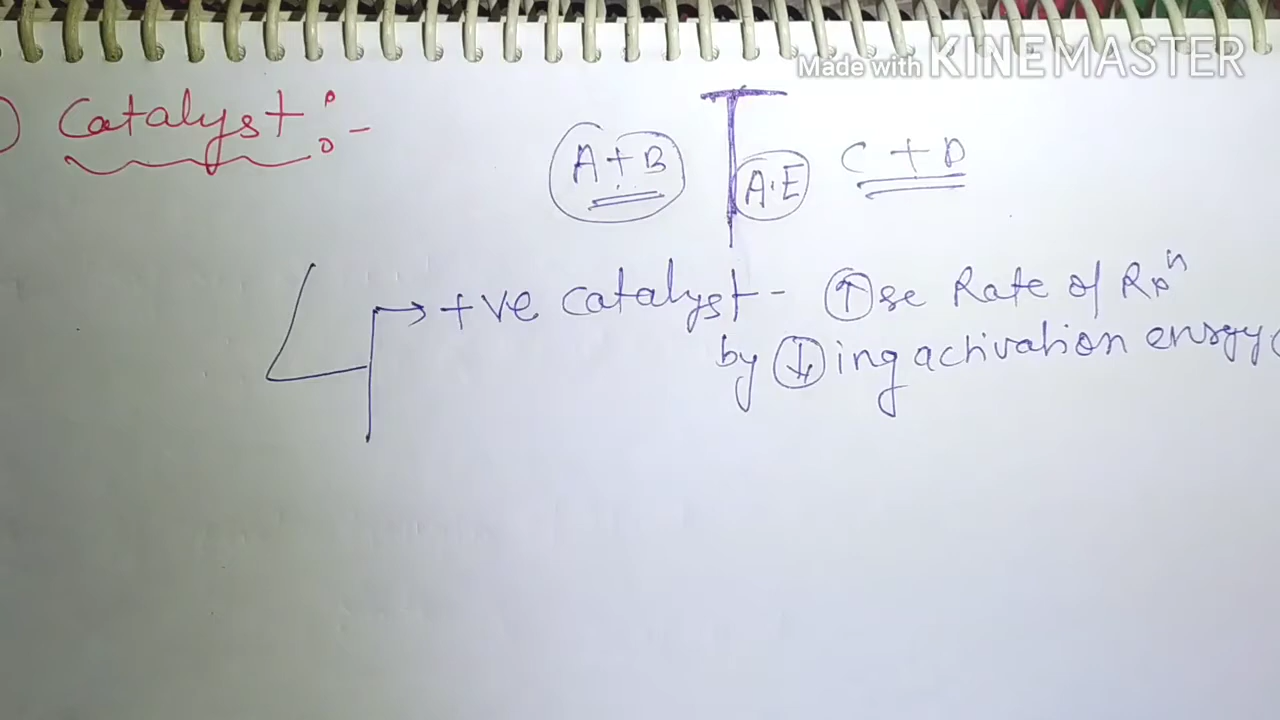 Made with KINEMASTER
) Catalyst :-
A + B A.E C + D
→ +ve catalyst - ↑se Rate of Rxⁿ
by ↓ing activation energy